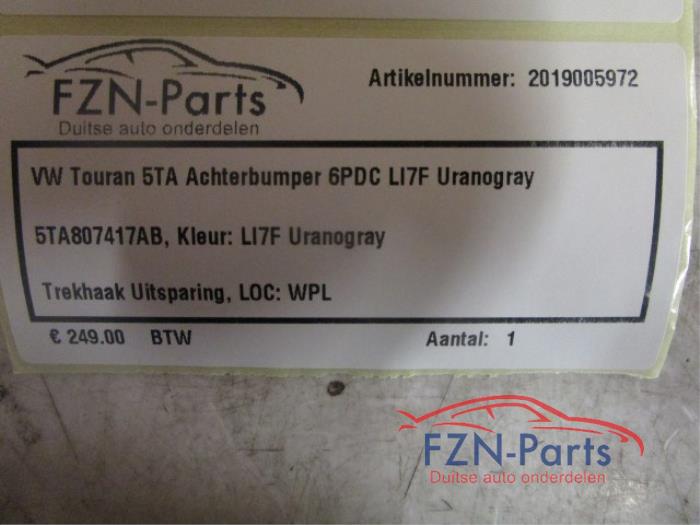 FZN-Parts
Duitse auto onderdelen
Artikelnummer: 2019005972
VW Touran 5TA Achterbumper 6PDC LI7F Uranogray
5TA807417AB, Kleur: LI7F Uranogray
Trekhaak Uitsparing, LOC: WPL
€ 249.00 BTW Aantal: 1
FZN-Parts
Duitse auto onderdelen